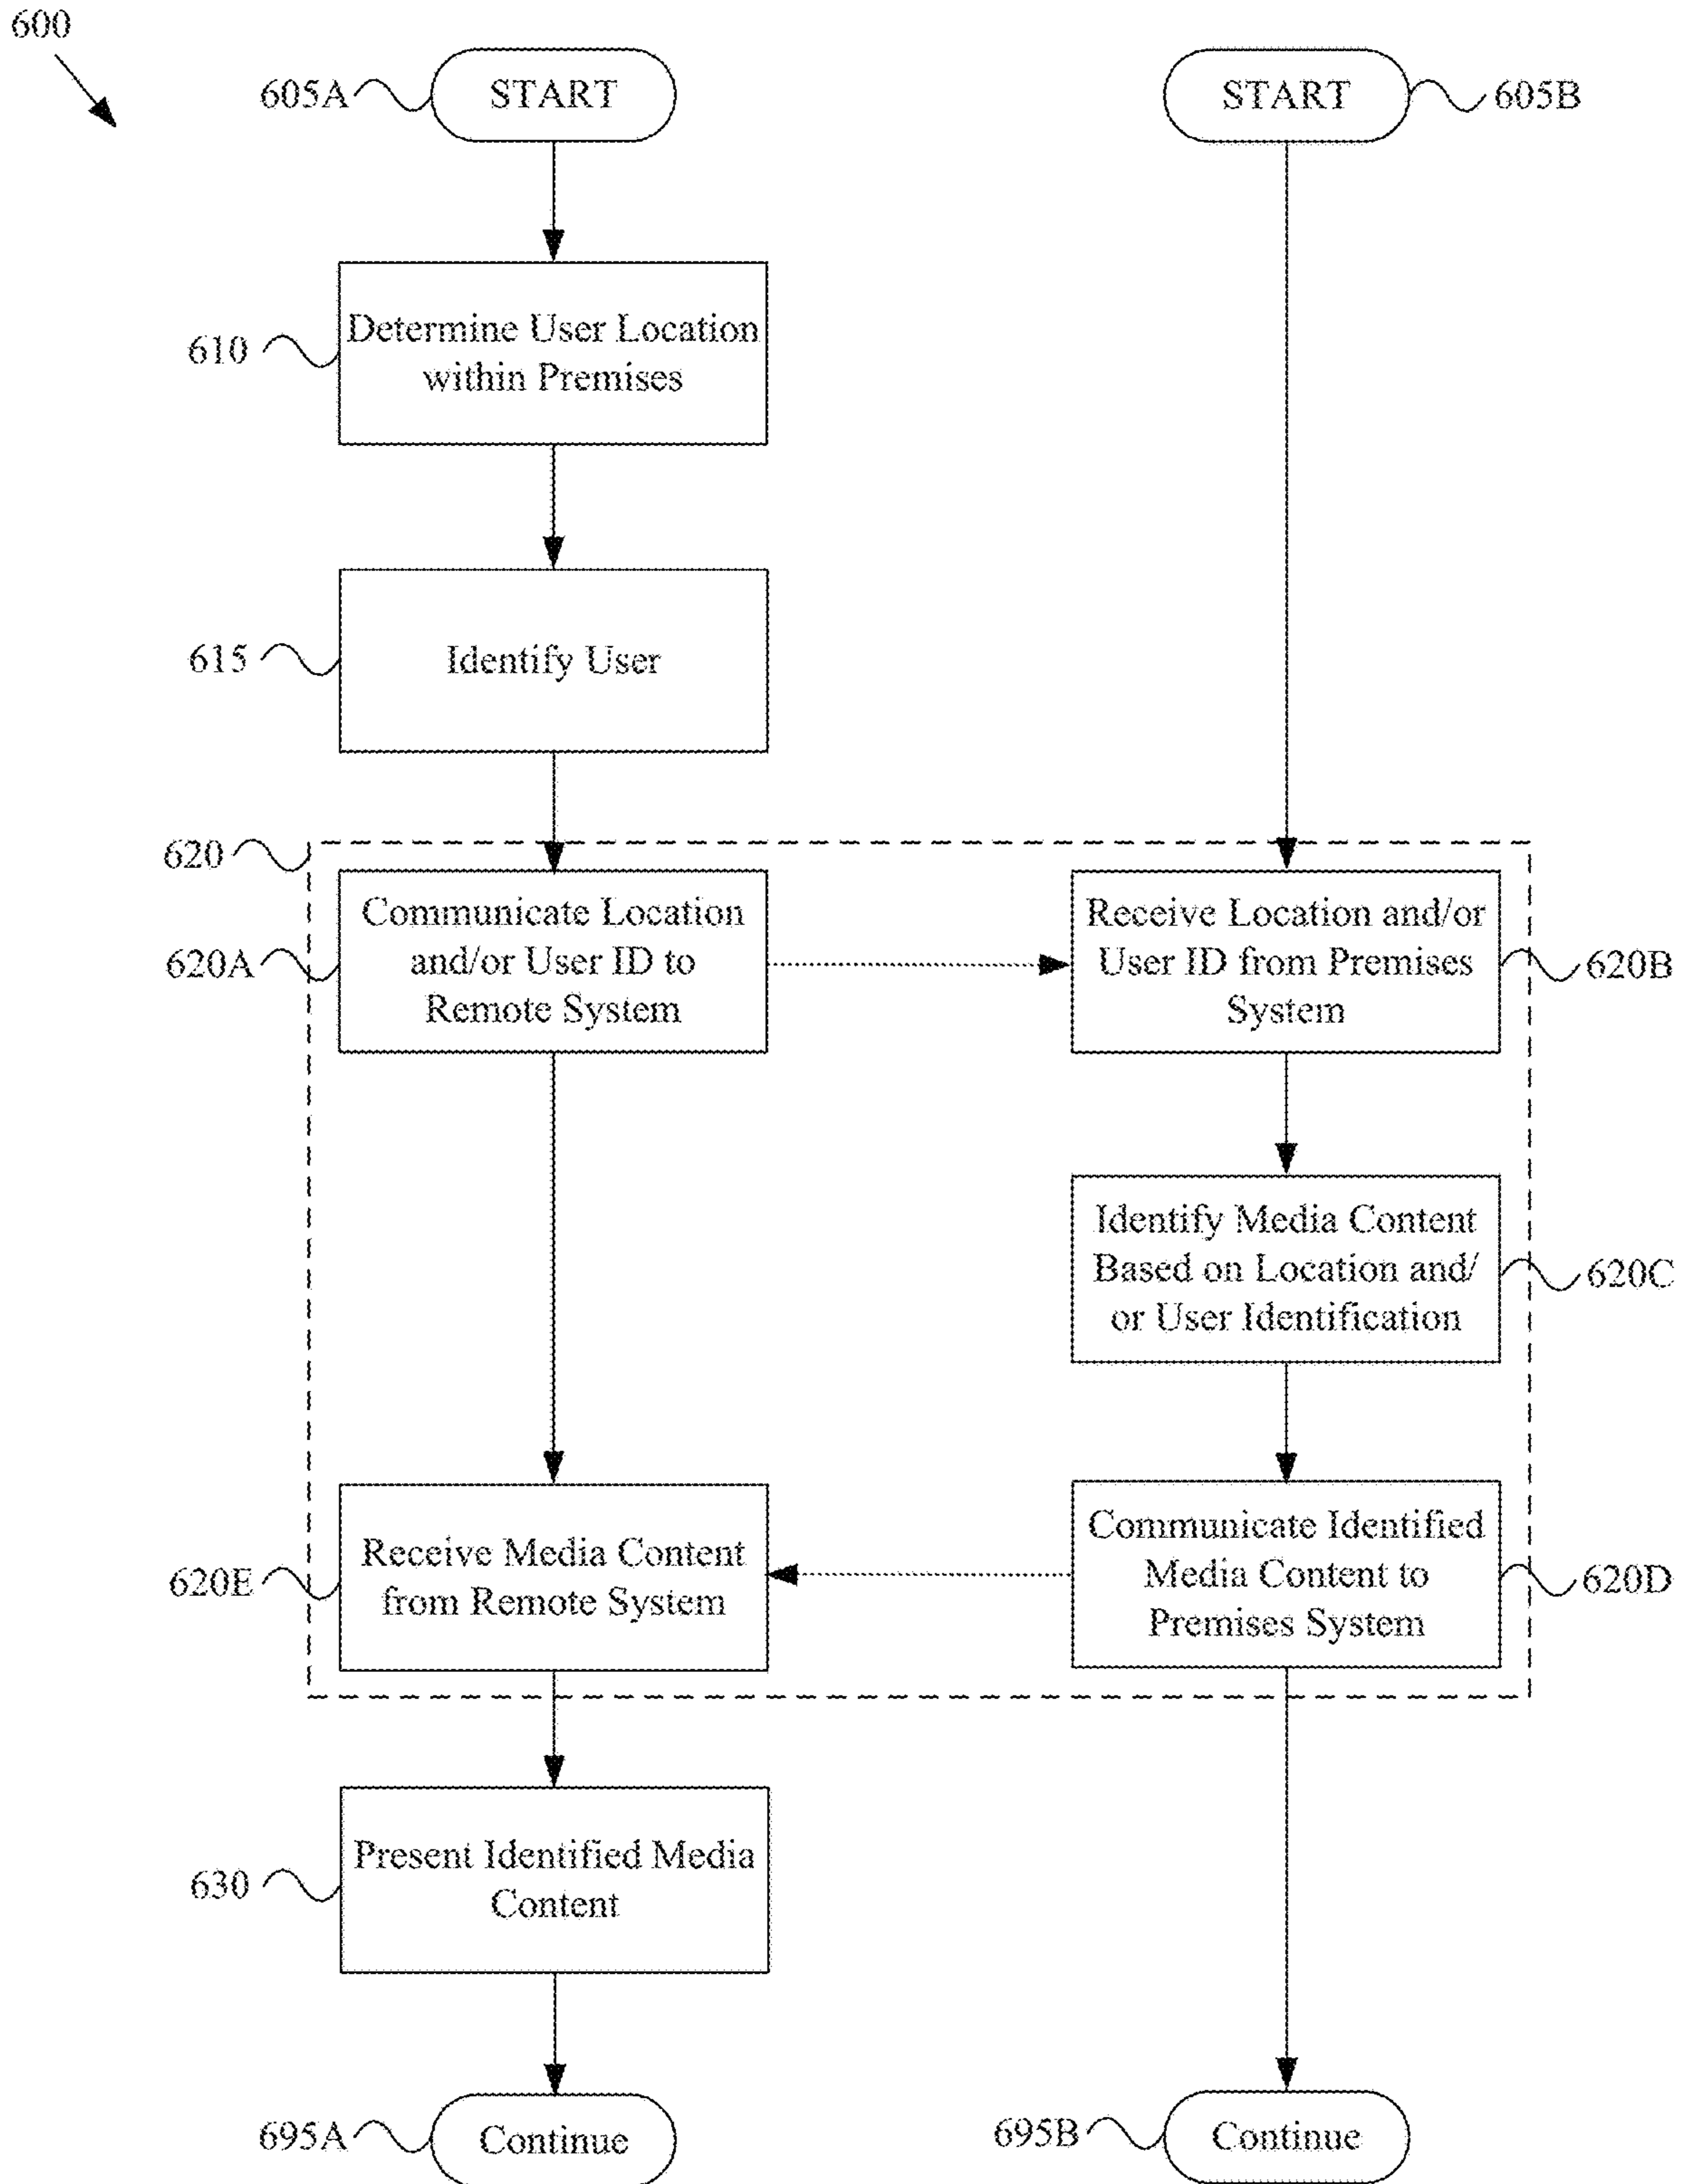 600
605A
START
START
605B
610
Determine User Location
within Premises
615
Identify User
620
620A
Communicate Location
and/or User ID to
Remote System
Receive Location and/or
User ID from Premises
System
620B
Identify Media Content
Based on Location and/
or User Identification
620C
620E
Receive Media Content
from Remote System
Communicate Identified
Media Content to
Premises System
620D
630
Present Identified Media
Content
695A
Continue
695B
Continue